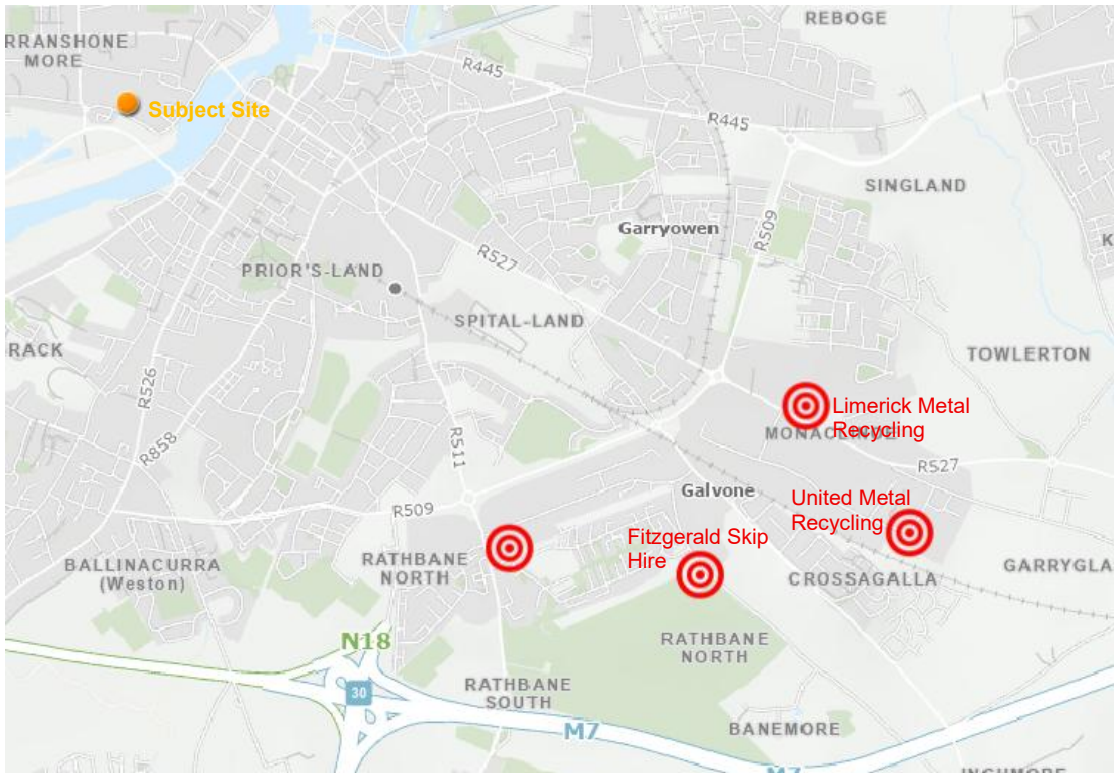 REBOGE
RRANSHONE
MORE
R445
Subject Site
R445
SINGLAND
R509
Garryowen
K
R527
PRIOR'S-LAND
SPITAL-LAND
RACK
TOWLERTON
R526
Limerick Metal
Recycling
R858
R511
R527
Galvone
United Metal
Recycling
R509
Fitzgerald Skip
Hire
RATHBANE
NORTH
BALLINACURRA
(Weston)
GARRYGLA
CROSSAGALLA
N18
RATHBANE
NORTH
RATHBANE
SOUTH
30
M7
BANEMORE
M7